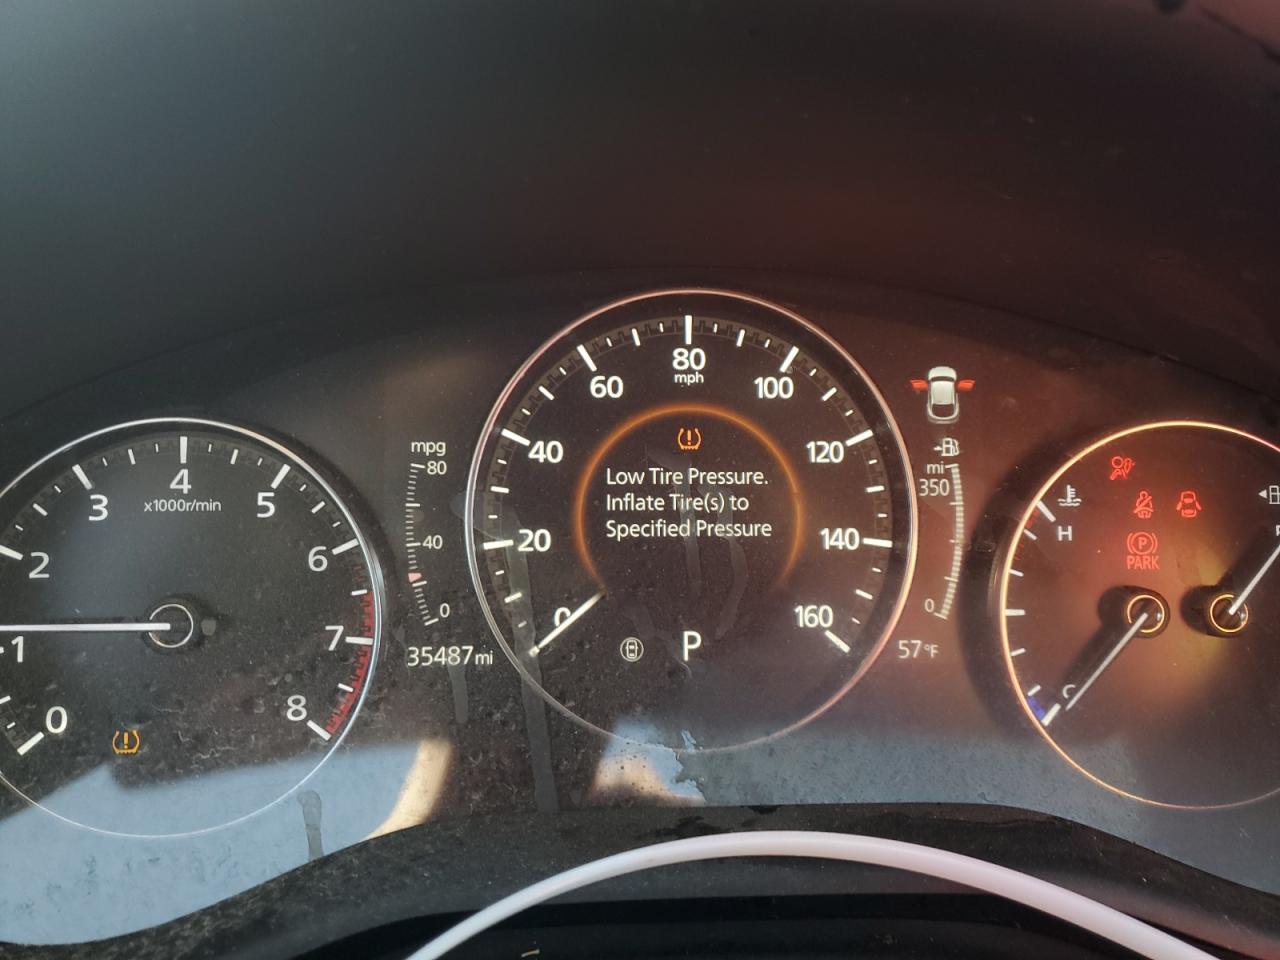 0
1
2
3
4
5
6
7
8
x1000r/min
mpg
80
40
0
35487mi
0
20
40
60
80
mph
100
120
140
160
Low Tire Pressure.
Inflate Tire(s) to
Specified Pressure
P
mi
350
0
57°F
H
C
P
PARK